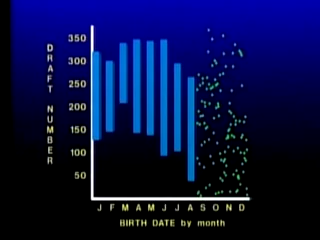 DRAFT NUMBER
350
300
250
200
150
100
50
J F M A M J J A S O N D
BIRTH DATE by month